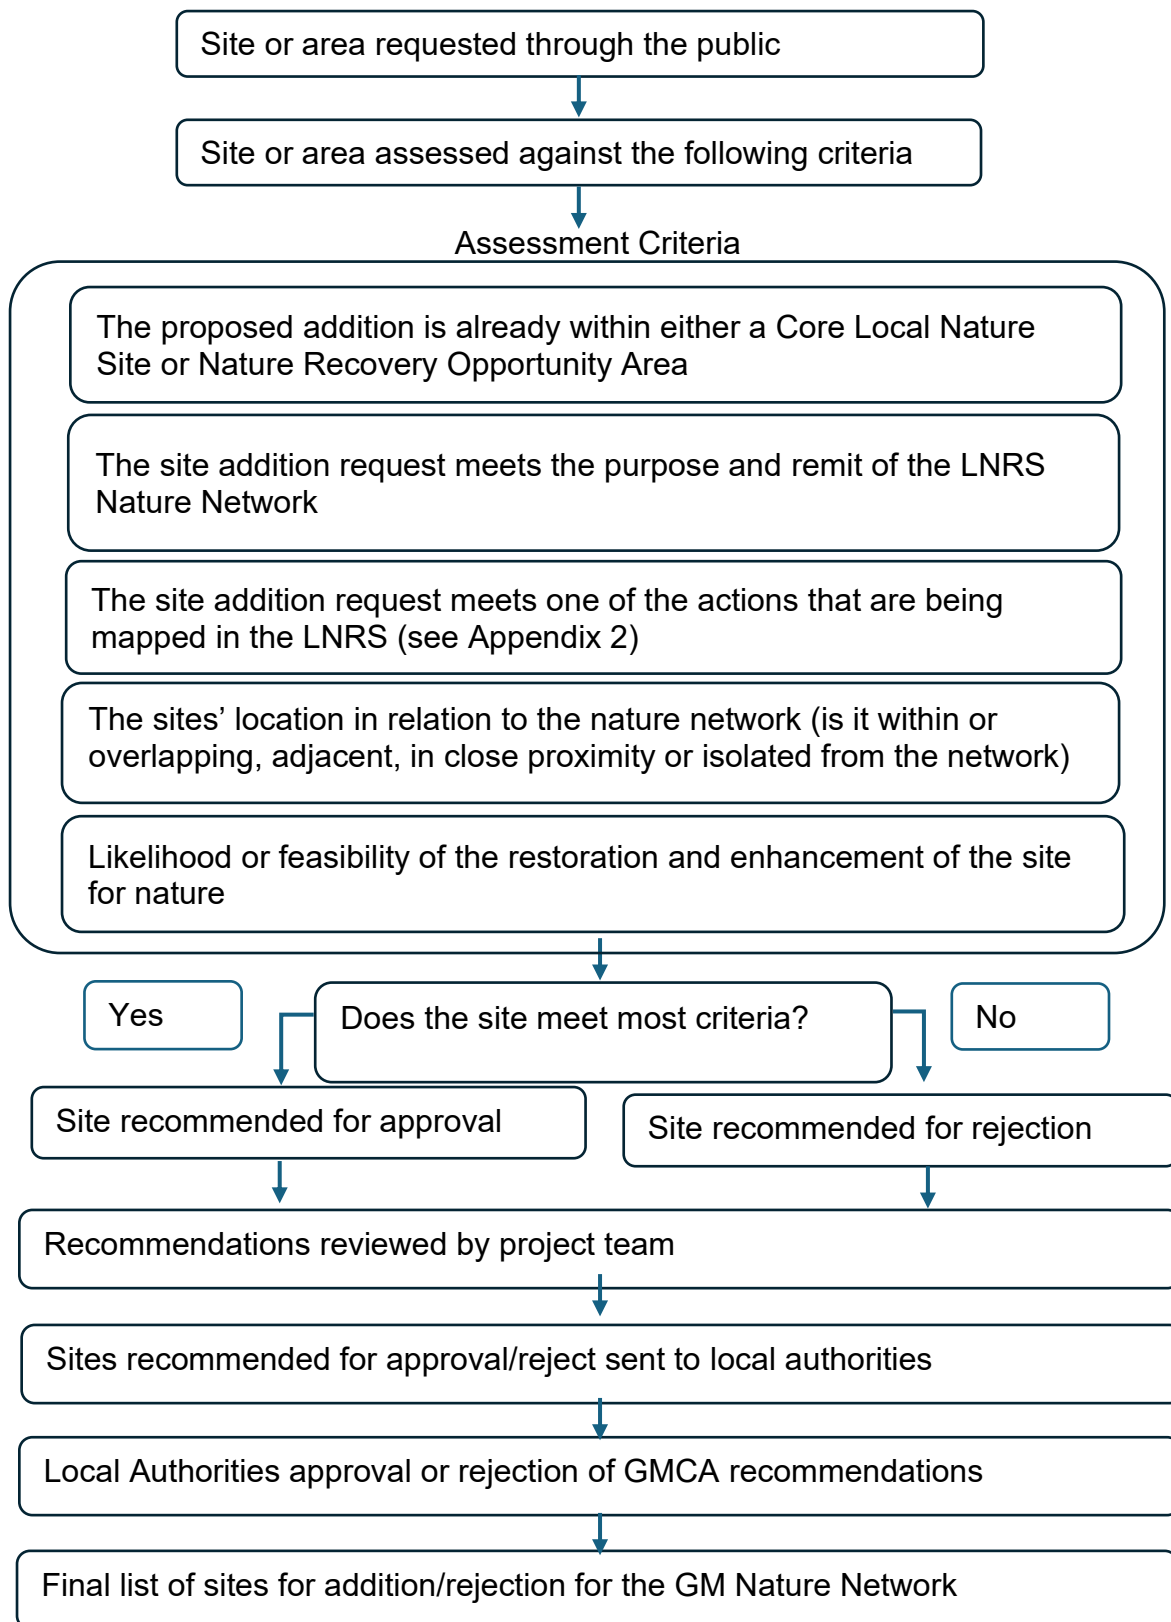 Site or area requested through the public
Site or area assessed against the following criteria
Assessment Criteria
The proposed addition is already within either a Core Local Nature
Site or Nature Recovery Opportunity Area
The site addition request meets the purpose and remit of the LNRS
Nature Network
The site addition request meets one of the actions that are being
mapped in the LNRS (see Appendix 2)
The sites’ location in relation to the nature network (is it within or
overlapping, adjacent, in close proximity or isolated from the network)
Likelihood or feasibility of the restoration and enhancement of the site
for nature
Yes
Does the site meet most criteria?
No
Site recommended for approval
Site recommended for rejection
Recommendations reviewed by project team
Sites recommended for approval/reject sent to local authorities
Local Authorities approval or rejection of GMCA recommendations
Final list of sites for addition/rejection for the GM Nature Network